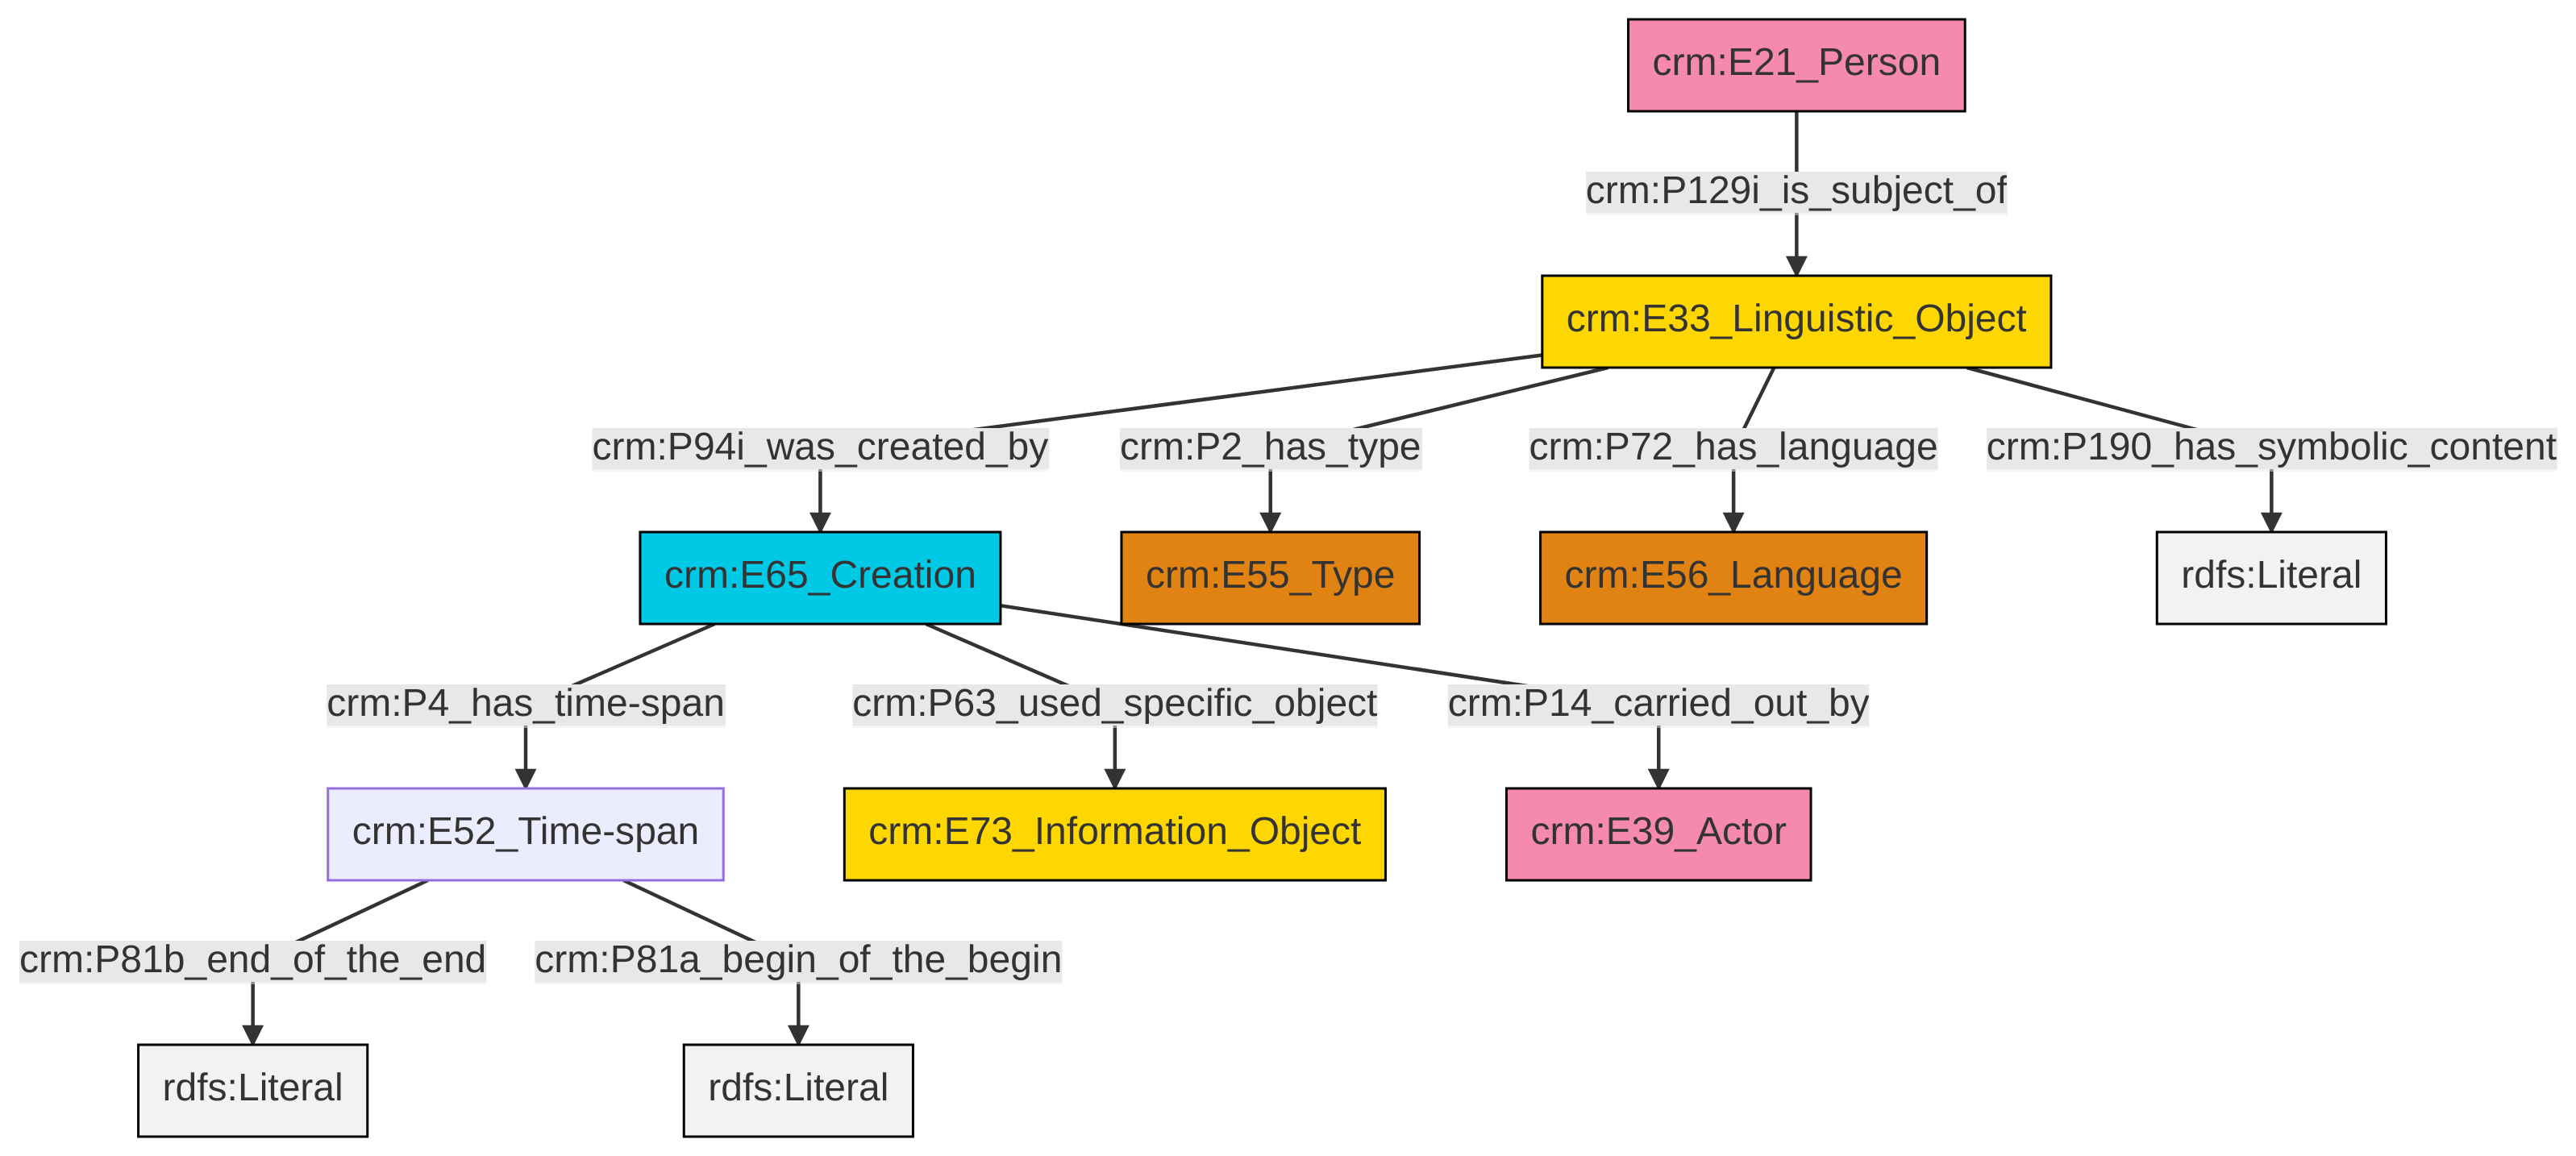 crm:E21_Person
crm:P129i_is_subject_of
crm:E33_Linguistic_Object
crm:P94i_was_created_by
crm:P2_has_type
crm:P72_has_language
crm:P190_has_symbolic_content
crm:E65_Creation
crm:E55_Type
crm:E56_Language
rdfs:Literal
crm:P4_has_time-span
crm:P63_used_specific_object
crm:P14_carried_out_by
crm:E52_Time-span
crm:E73_Information_Object
crm:E39_Actor
crm:P81b_end_of_the_end
crm:P81a_begin_of_the_begin
rdfs:Literal
rdfs:Literal